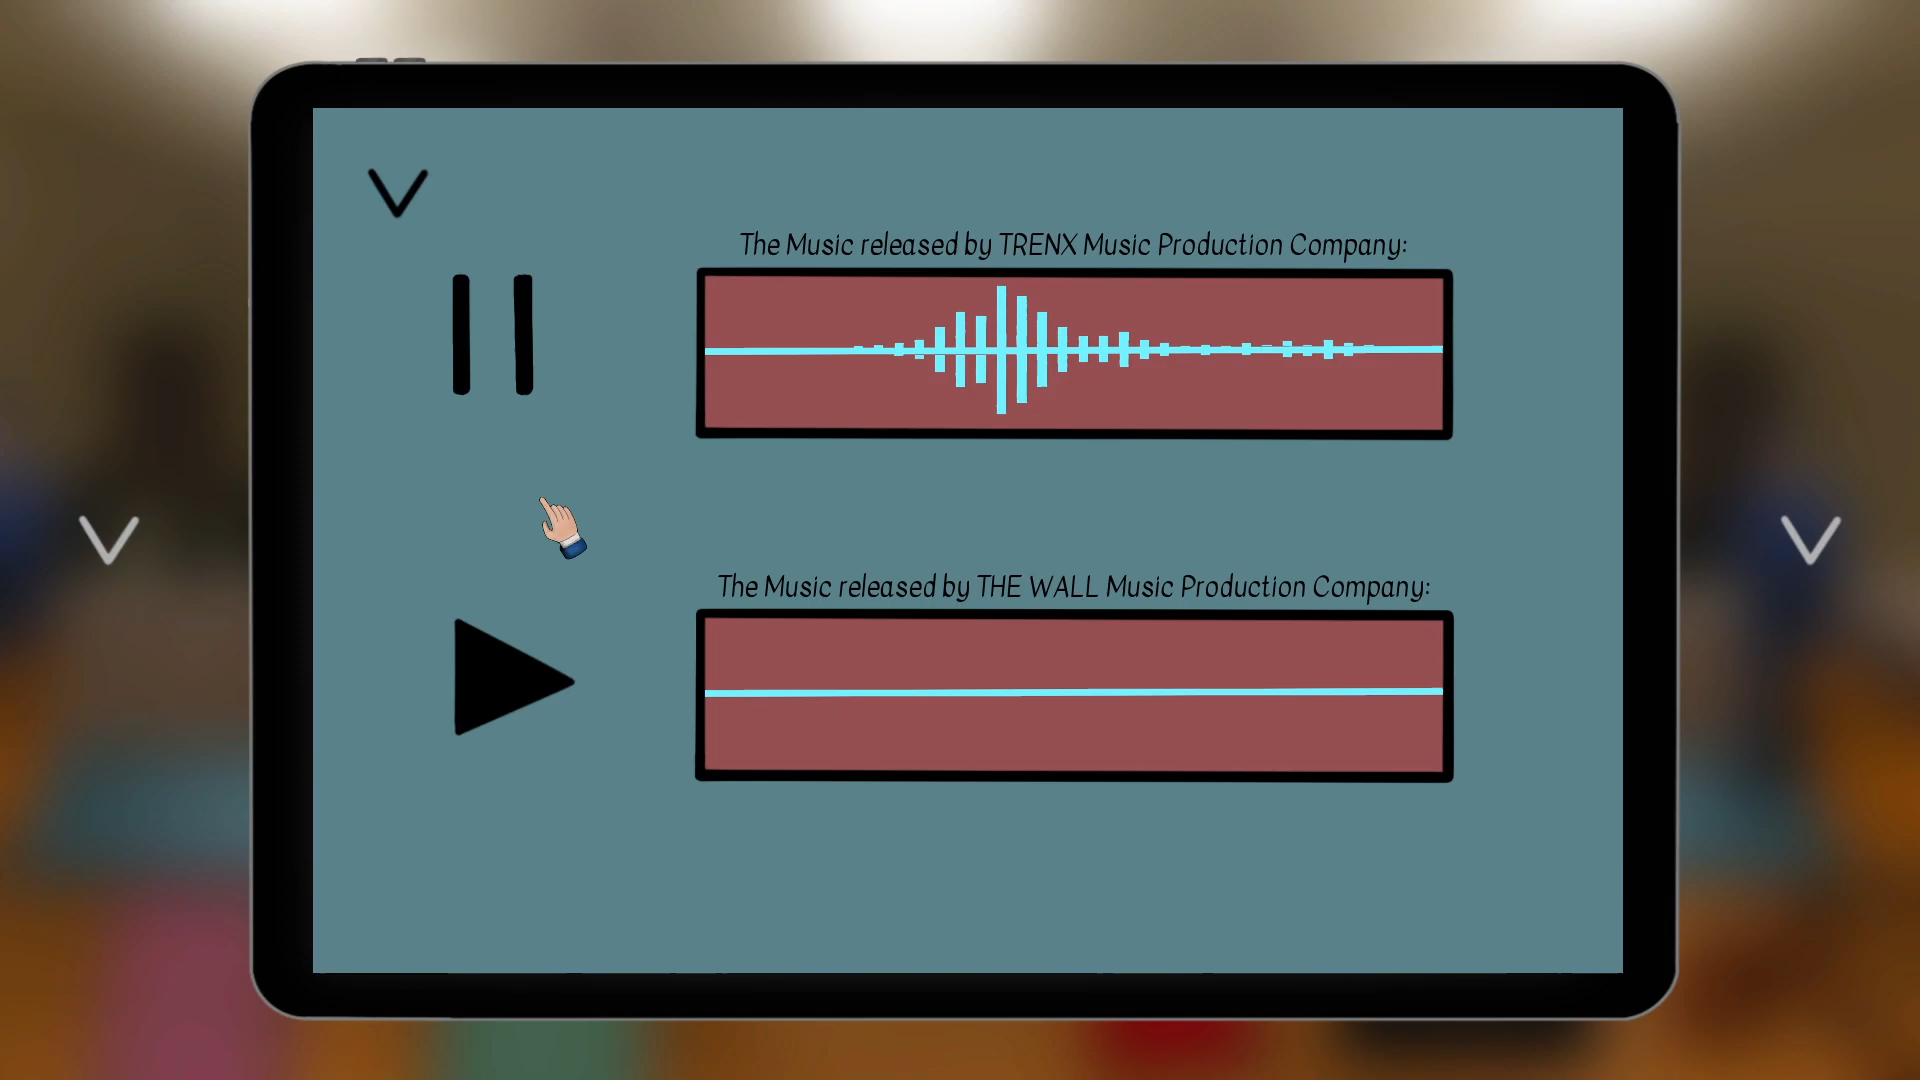 The Music released by TRENX Music Production Company:
The Music released by THE WALL Music Production Company: